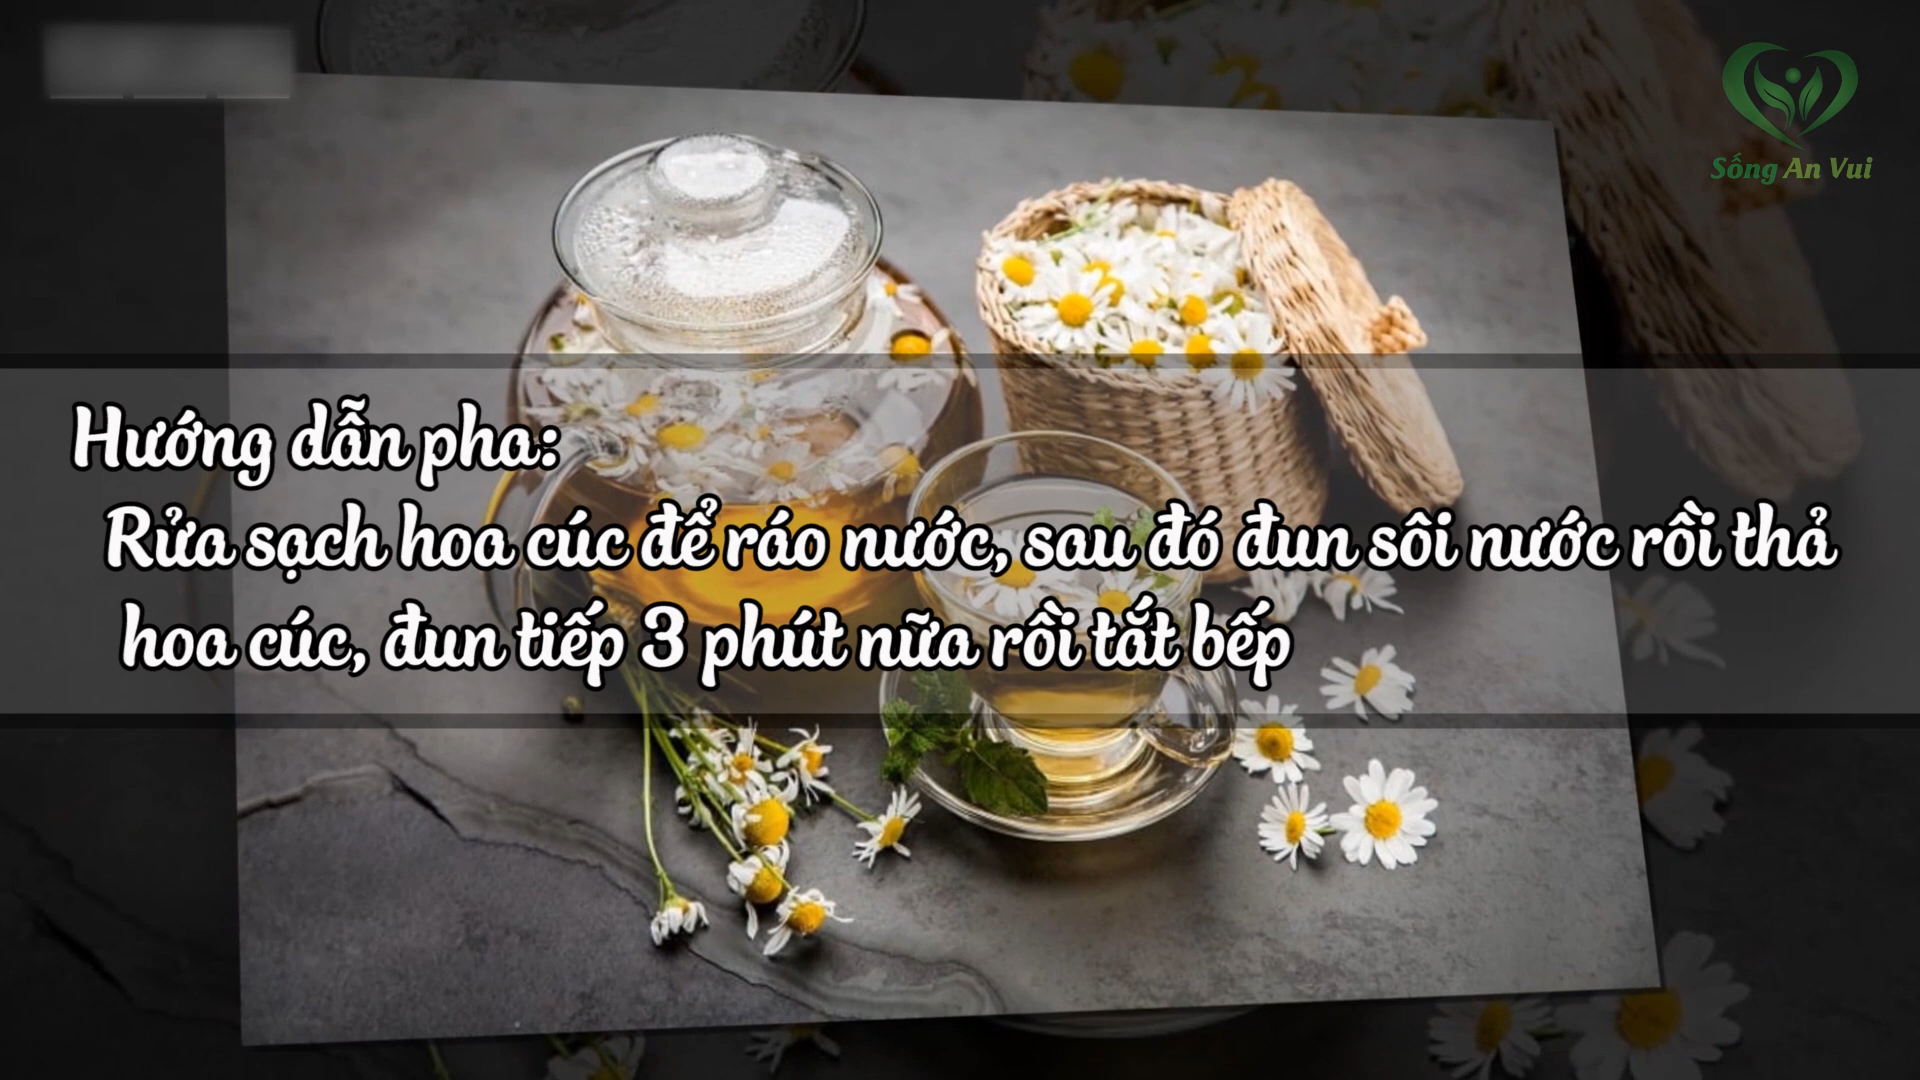 Sống An Vui
Hướng dẫn pha:
Rửa sạch hoa cúc để ráo nước, sau đó đun sôi nước rồi thả
hoa cúc, đun tiếp 3 phút nữa rồi tắt bếp